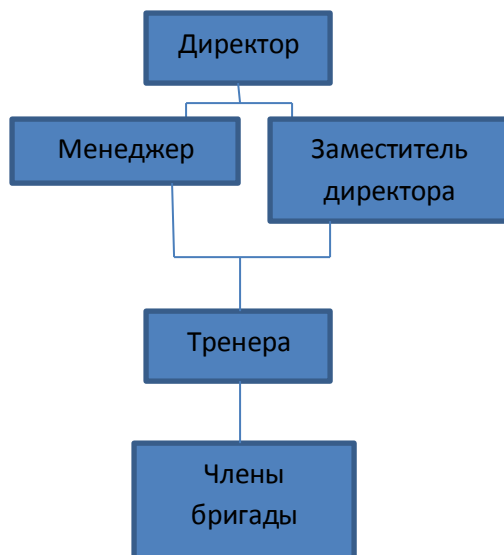 Директор
Менеджер
Заместитель
директора
Тренера
Члены
бригады